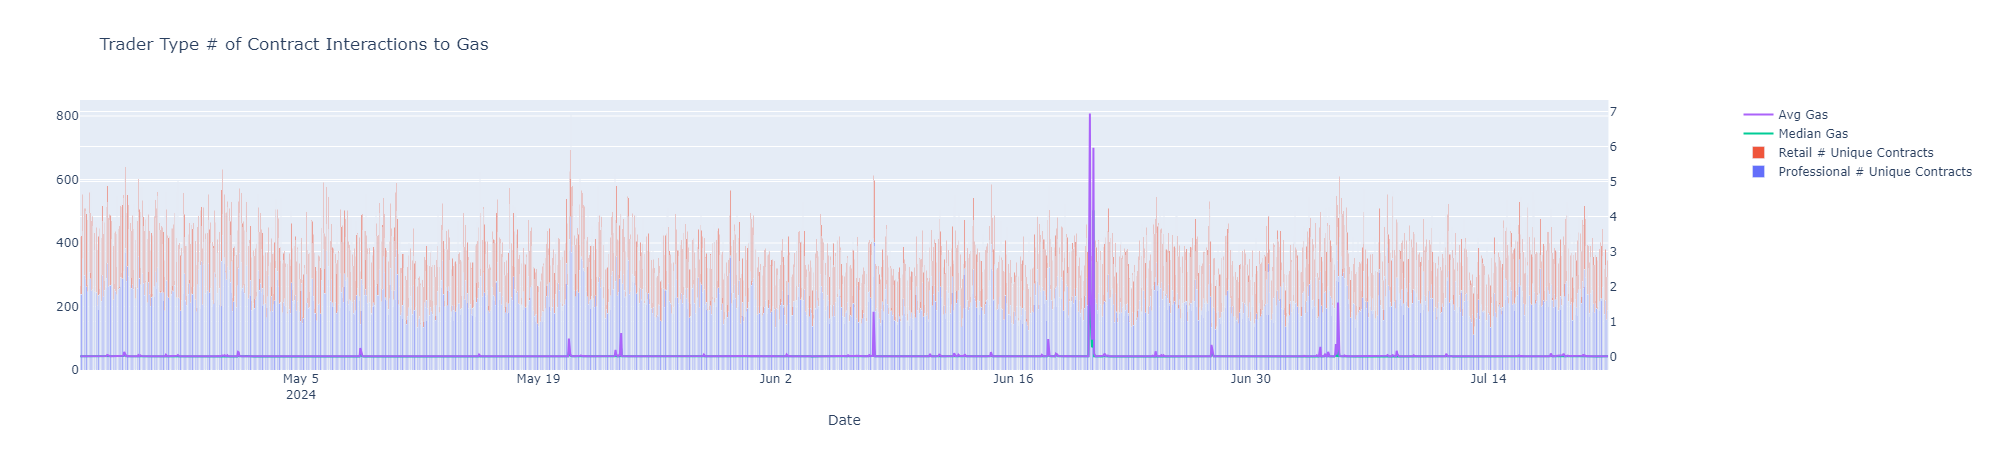 Trader Type # of Contract Interactions to Gas
800
600
400
200
0
7
6
5
4
3
2
1
0
May 5
2024
May 19
Jun 2
Jun 16
Jun 30
Jul 14
Date
Avg Gas
Median Gas
Retail # Unique Contracts
Professional # Unique Contracts